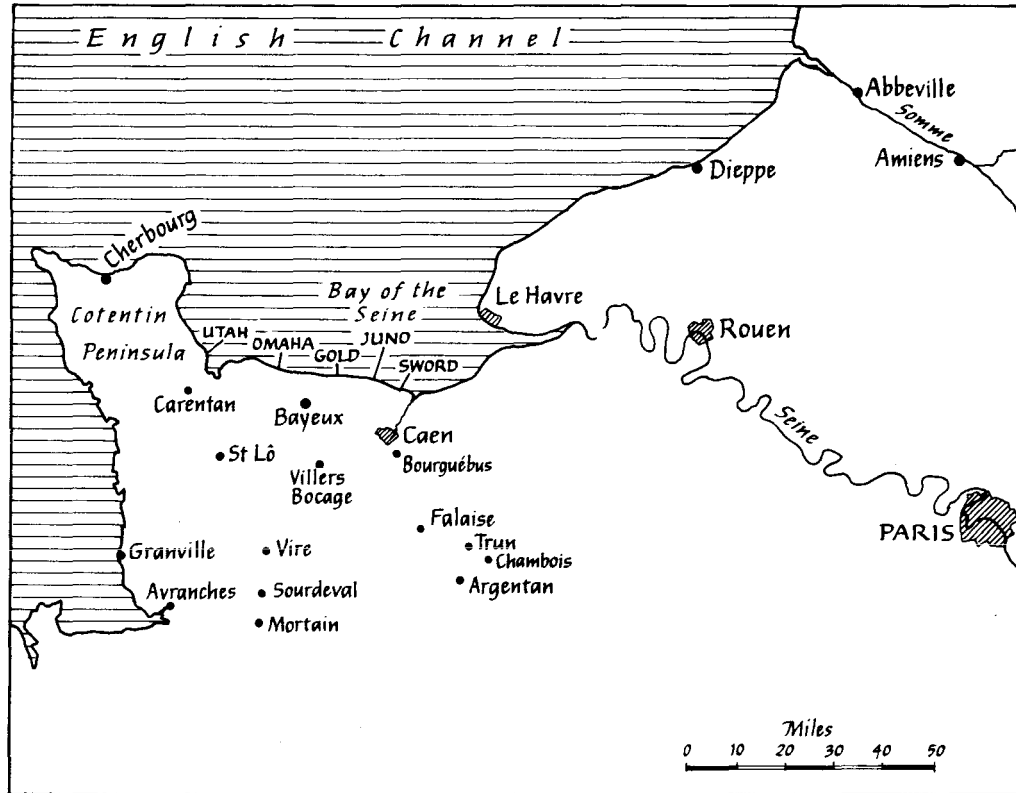 English Channel
Abbeville
Somme
Amiens
Dieppe
Cherbourg
Cotentin
Peninsula
Bay of the
Seine
Le Havre
Rouen
UTAH
OMAHA
GOLD
JUNO
SWORD
Carentan
Bayeux
Caen
Seine
St Lô
Villers
Bocage
Bourguébus
PARIS
Falaise
Granville
Vire
Trun
Chambois
Avranches
Sourdeval
Argentan
Mortain
Miles
0 10 20 30 40 50